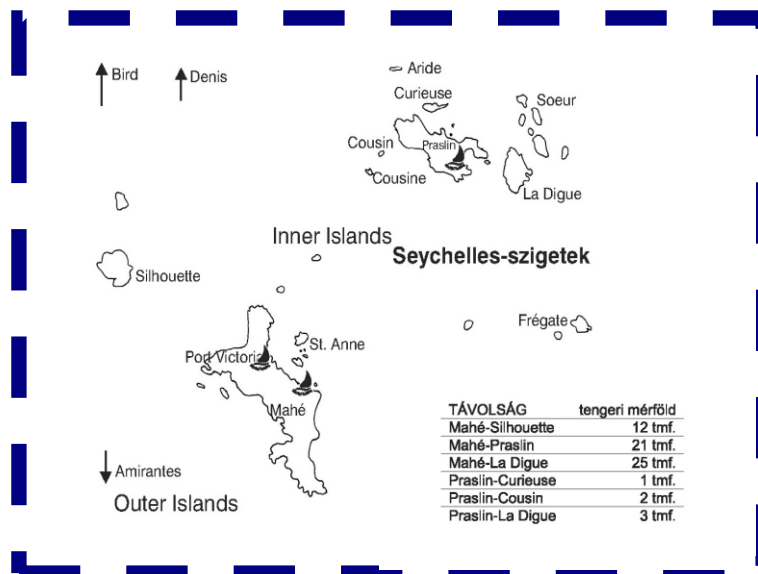 Bird
Denis
Aride
Curieuse
Soeur
Cousin
Praslin
Cousine
La Digue
Inner Islands
Seychelles-szigetek
Silhouette
Frégate
St. Anne
Port Victoria
Mahé
TÁVOLSÁG tengeri mérföld
Mahé-Silhouette 12 tmf.
Mahé-Praslin 21 tmf.
Mahé-La Digue 25 tmf.
Praslin-Curieuse 1 tmf.
Praslin-Cousin 2 tmf.
Praslin-La Digue 3 tmf.
Amirantes
Outer Islands